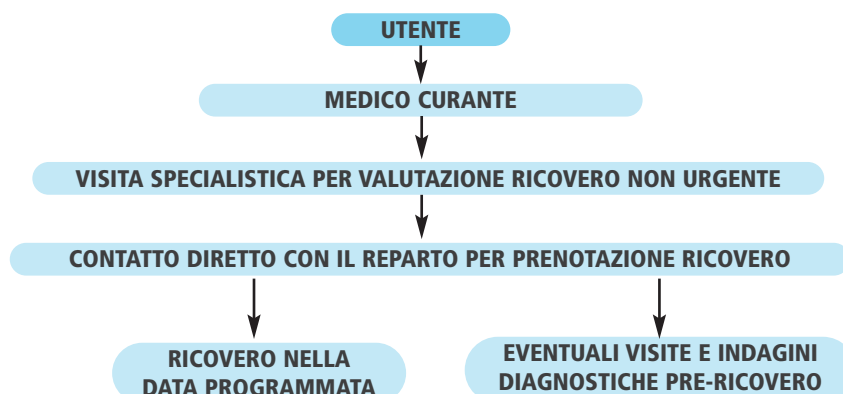 UTENTE
MEDICO CURANTE
VISITA SPECIALISTICA PER VALUTAZIONE RICOVERO NON URGENTE
CONTATTO DIRETTO CON IL REPARTO PER PRENOTAZIONE RICOVERO
RICOVERO NELLA
DATA PROGRAMMATA
EVENTUALI VISITE E INDAGINI
DIAGNOSTICHE PRE-RICOVERO